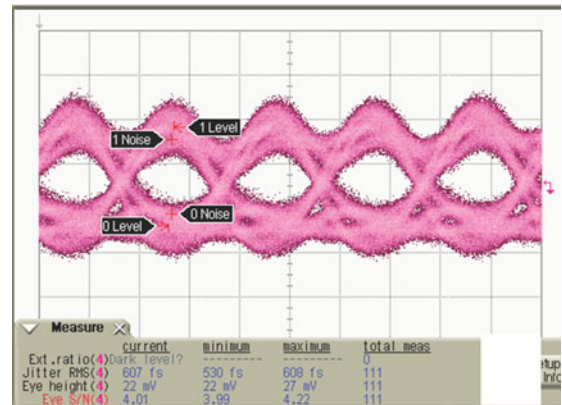 1 Level
1 Noise
0 Noise
0 Level
Measure
current minimum maximum total meas
Ext.ratio(4) Dark level? --------- --------- 0
Jitter RMS(4) 607 fs 530 fs 608 fs 111
Eye height(4) 22 mV 22 mV 27 mV 111
Eye S/N(4) 4.01 3.99 4.22 111
Info